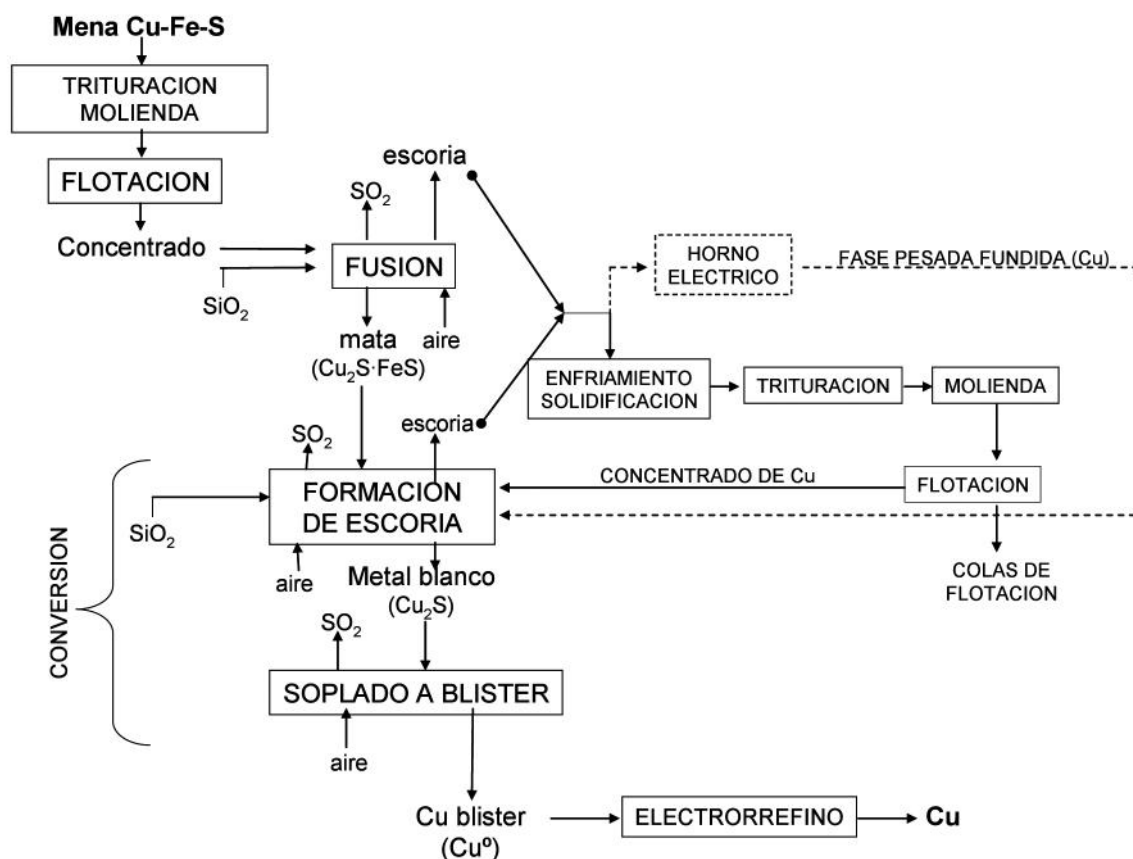 Mena Cu-Fe-S
TRITURACION
MOLIENDA
FLOTACION
Concentrado
SiO₂
SO₂
escoria
FUSION
aire
mata
(Cu₂S·FeS)
HORNO
ELECTRICO
FASE PESADA FUNDIDA (Cu)
ENFRIAMIENTO
SOLIDIFICACION
TRITURACION
MOLIENDA
FLOTACION
COLAS DE
FLOTACION
CONCENTRADO DE Cu
CONVERSION
SiO₂
SO₂
escoria
FORMACION
DE ESCORIA
aire
Metal blanco
(Cu₂S)
SO₂
SOPLADO A BLISTER
aire
Cu blister
(Cuº)
ELECTRORREFINO
Cu